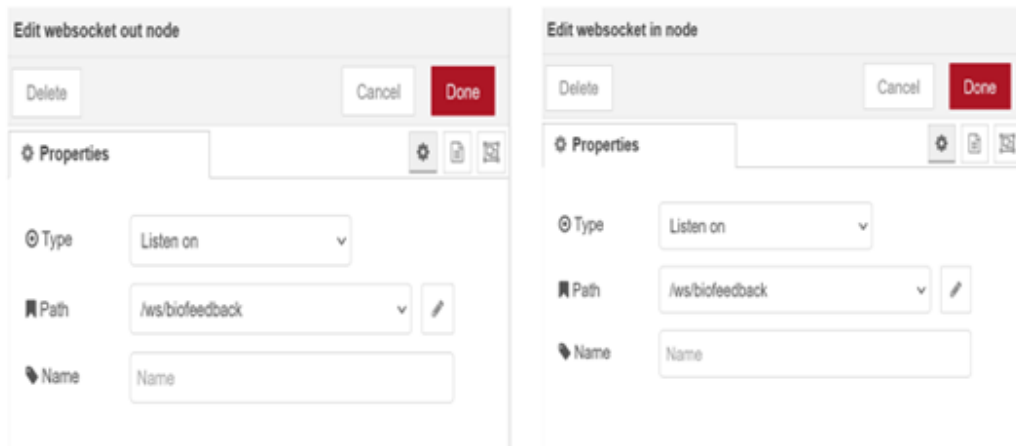 Edit websocket out node
Delete
Cancel
Done
Properties
Type
Listen on
Path
/ws/biofeedback
Name
Name
Edit websocket in node
Delete
Cancel
Done
Properties
Type
Listen on
Path
/ws/biofeedback
Name
Name